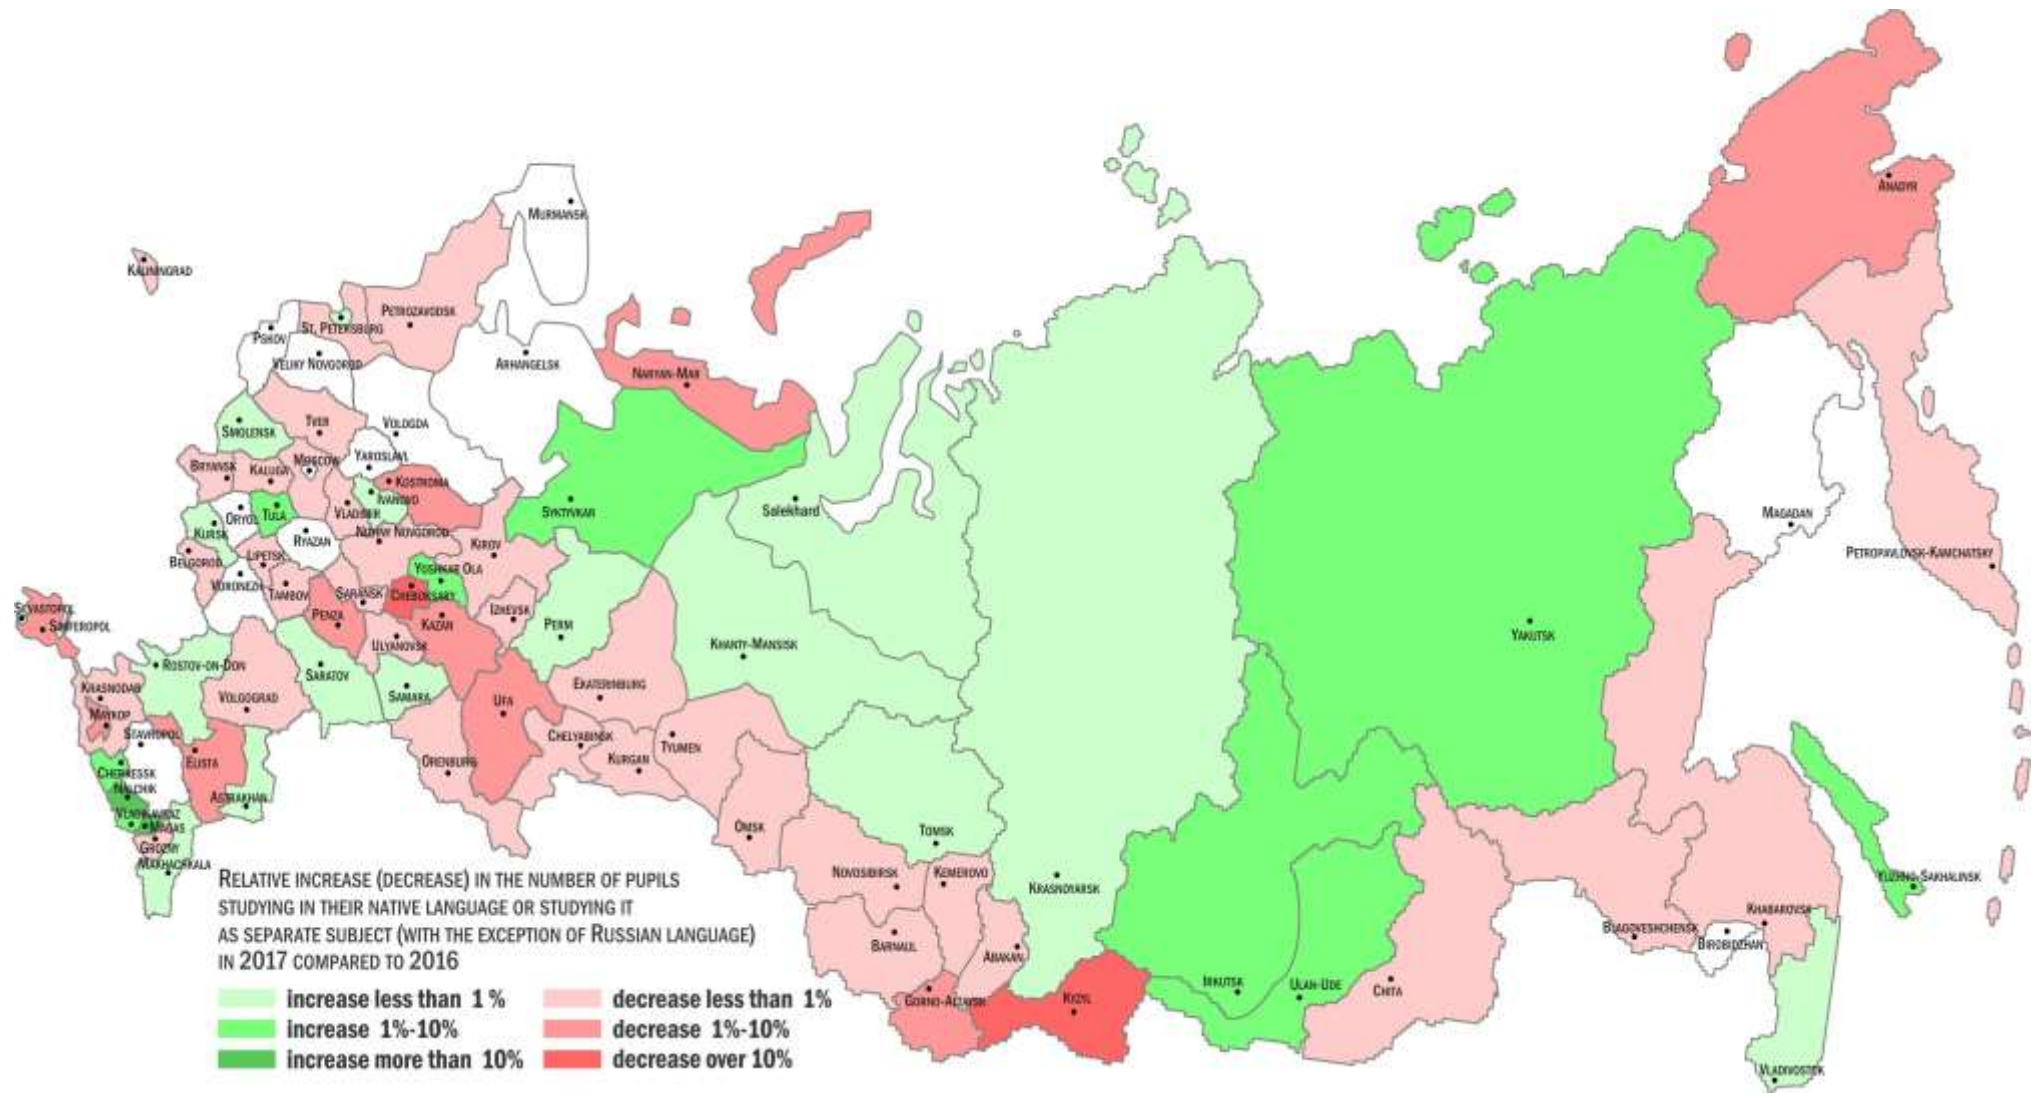 ANADYR
MURMANSK
KALININGRAD
PETROZAVODSK
ST. PETERSBURG
PSKOV
VELIKY NOVGOROD
ARHANGELSK
NARYAN-MAR
TVER
VOLOGDA
SMOLENSK
YAROSLAVL
MOSCOW
BRYANSK
KALUGA
KOSTROMA
IVANOVO
Salekhard
VLADIMIR
TULA
ORYOL
SYKTYVKAR
MAGADAN
KURSK
NIZHNY NOVGOROD
RYAZAN
KIROV
PETROPAVLOVSK-KAMCHATSKY
LIPETSK
BELGOROD
YOSHKAR OLA
VORONEZH
TAMBOV
SARANSK
CHEBOKSARY
SEVASTOPOL
IZHEVSK
PENZA
KAZAN
PERM
SIMFEROPOL
YAKUTSK
ULYANOVSK
KHANTY-MANSISK
ROSTOV-ON-DON
SARATOV
EKATERINBURG
KRASNODAR
VOLGOGRAD
SAMARA
UFA
MAYKOP
STAVROPOL
CHELYABINSK
TYUMEN
ELISTA
ORENBURG
KURGAN
CHERKESSK
NALCHIK
ASTRAKHAN
VLADIKAVKAZ
MAGAS
OMSK
TOMSK
GROZNY
MAKHACHKALA
NOVOSIBIRSK
KEMEROVO
KRASNOYARSK
YUZHNO-SAKHALINSK
KHABAROVSK
BLAGOVESHCHENSK
BIROBIDZHAN
BARNAUL
ABAKAN
IRKUTSK
ULAN-UDE
CHITA
GORNO-ALTAYSK
KYZYL
VLADIVOSTOK
RELATIVE INCREASE (DECREASE) IN THE NUMBER OF PUPILS
STUDYING IN THEIR NATIVE LANGUAGE OR STUDYING IT
AS SEPARATE SUBJECT (WITH THE EXCEPTION OF RUSSIAN LANGUAGE)
IN 2017 COMPARED TO 2016
increase less than 1 %
decrease less than 1%
increase 1%-10%
decrease 1%-10%
increase more than 10%
decrease over 10%